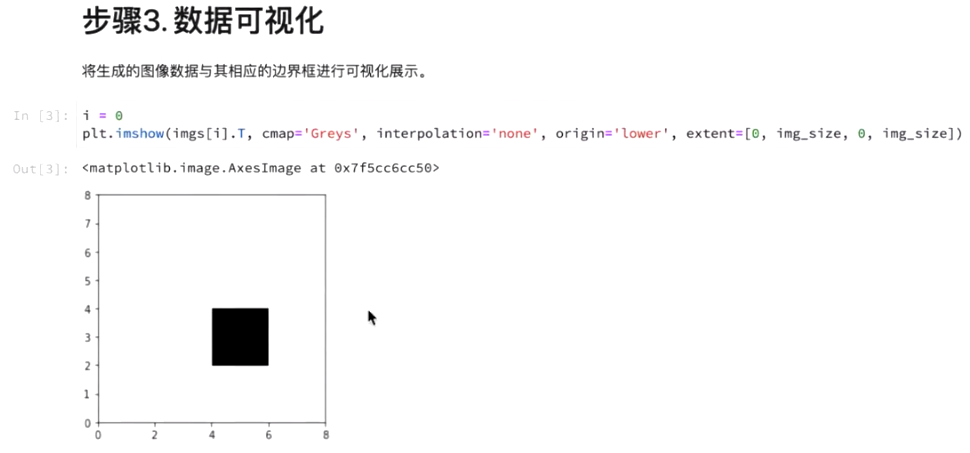 步骤3. 数据可视化
将生成的图像数据与其相应的边界框进行可视化展示。
In [3]: i = 0
plt.imshow(imgs[i].T, cmap='Greys', interpolation='none', origin='lower', extent=[0, img_size, 0, img_size])
Out[3]: <matplotlib.image.AxesImage at 0x7f5cc6cc50>
8
7
6
5
4
3
2
1
0
0 2 4 6 8